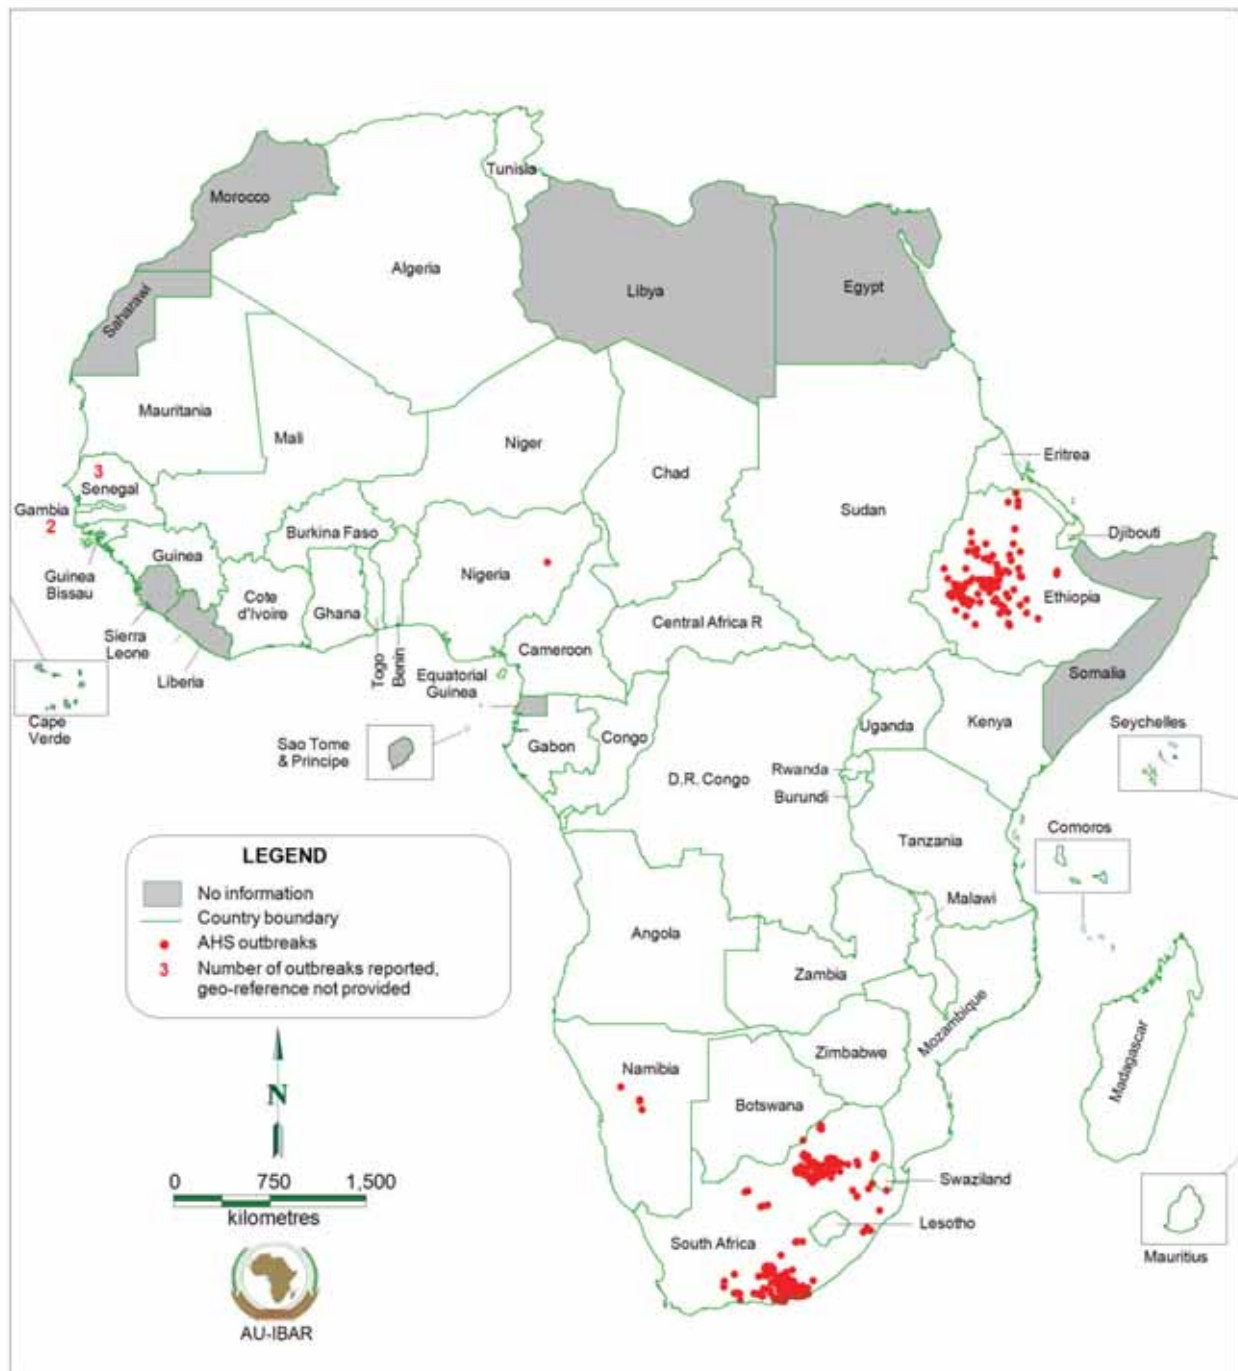 Tunisia
Morocco
Algeria
Libya
Egypt
Saharawi
Mauritania
Mali
Niger
Chad
Sudan
Eritrea
3
Senegal
Gambia
2
Burkina Faso
Djibouti
Guinea
Nigeria
Guinea
Bissau
Cote
d'Ivoire
Ghana
Ethiopia
Central Africa R
Sierra
Leone
Liberia
Togo
Benin
Cameroon
Equatorial
Guinea
Somalia
Cape
Verde
Uganda
Kenya
Seychelles
Sao Tome
& Principe
Gabon
Congo
D.R. Congo
Rwanda
Burundi
Comoros
Tanzania
Malawi
LEGEND
No information
Country boundary
AHS outbreaks
3 Number of outbreaks reported,
geo-reference not provided
Angola
Zambia
Mozambique
Madagascar
Zimbabwe
Namibia
Botswana
N
0 750 1,500
kilometres
Swaziland
Lesotho
South Africa
Mauritius
AU-IBAR